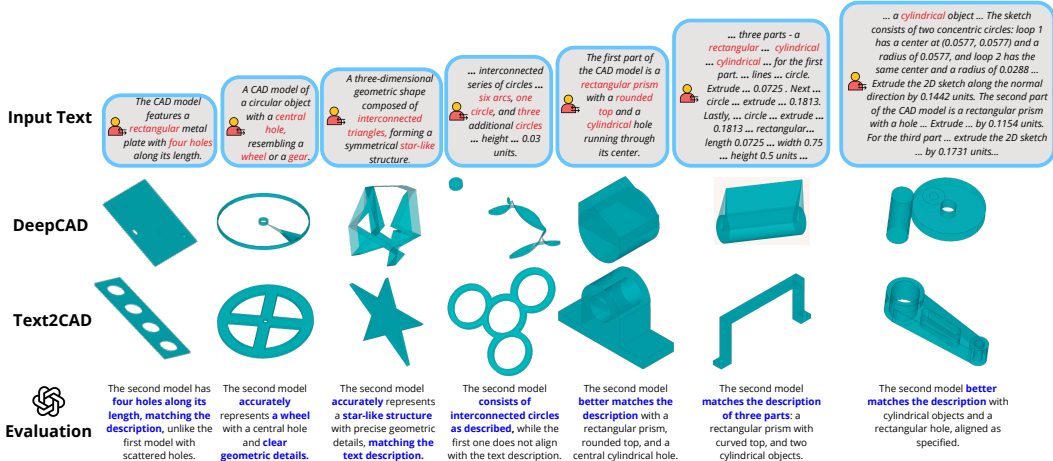 Input Text
The CAD model
features a
rectangular metal
plate with four holes
along its length.
A CAD model of
a circular object
with a central
hole,
resembling a
wheel or a gear.
A three-dimensional
geometric shape
composed of
interconnected
triangles, forming a
symmetrical star-like
structure.
... interconnected
series of circles ...
six arcs, one
circle, and three
additional circles
... height ... 0.03
units.
The first part of
the CAD model is a
rectangular prism
with a rounded
top and a
cylindrical hole
running through
its center.
... three parts - a
rectangular ... cylindrical
... cylindrical ... for the first
part. ... lines ... circle.
Extrude ... 0.0725 . Next ...
circle ... extrude ... 0.1813.
Lastly, ... circle ... extrude ...
0.1813 ... rectangular...
length 0.0725 ... width 0.75
... height 0.5 units ...
... a cylindrical object ... The sketch
consists of two concentric circles: loop 1
has a center at (0.0577, 0.0577) and a
radius of 0.0577, and loop 2 has the
same center and a radius of 0.0288 ...
Extrude the 2D sketch along the normal
direction by 0.1442 units. The second part
of the CAD model is a rectangular prism
with a hole ... Extrude ... by 0.1154 units.
For the third part ... extrude the 2D sketch
... by 0.1731 units...
DeepCAD
Text2CAD
Evaluation
The second model has
four holes along its
length, matching the
description, unlike the
first model with
scattered holes.
The second model
accurately
represents a wheel
with a central hole
and clear
geometric details.
The second model
accurately represents
a star-like structure
with precise geometric
details, matching the
text description.
The second model
consists of
interconnected circles
as described, while the
first one does not align
with the text description.
The second model
better matches the
description with a
rectangular prism,
rounded top, and a
central cylindrical hole.
The second model
matches the description
of three parts: a
rectangular prism with
curved top, and two
cylindrical objects.
The second model better
matches the description with
cylindrical objects and a
rectangular hole, aligned as
specified.